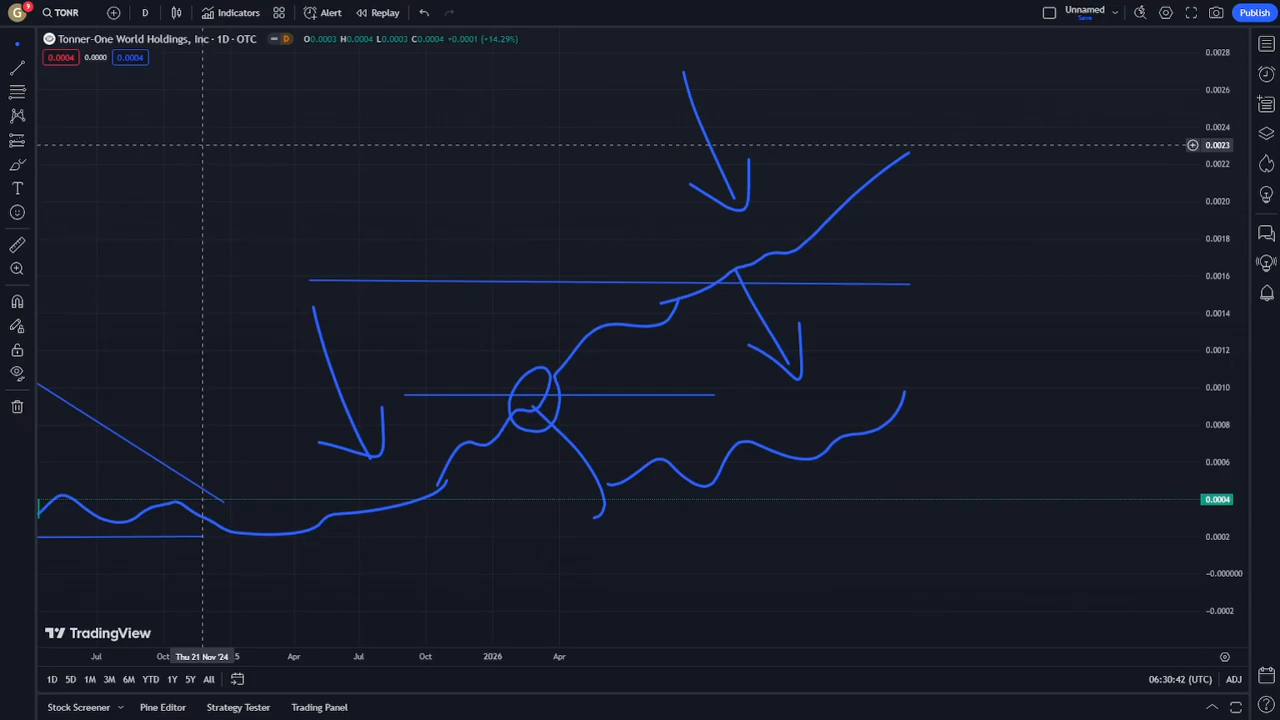 G 9 TONR D Indicators Alert Replay Unnamed Save Publish
Tonner-One World Holdings, Inc · 1D · OTC D O0.0003 H0.0004 L0.0003 C0.0004 +0.0001 (+14.29%)
0.0004 0.0000 0.0004
0.0028
0.0026
0.0024
0.0023
0.0022
0.0020
0.0018
0.0016
0.0014
0.0012
0.0010
0.0008
0.0006
0.0004
0.0002
−0.000000
−0.0002
TradingView
Jul Oct Thu 21 Nov '24 5 Apr Jul Oct 2026 Apr
1D 5D 1M 3M 6M YTD 1Y 5Y All 06:30:42 (UTC) ADJ
Stock Screener Pine Editor Strategy Tester Trading Panel